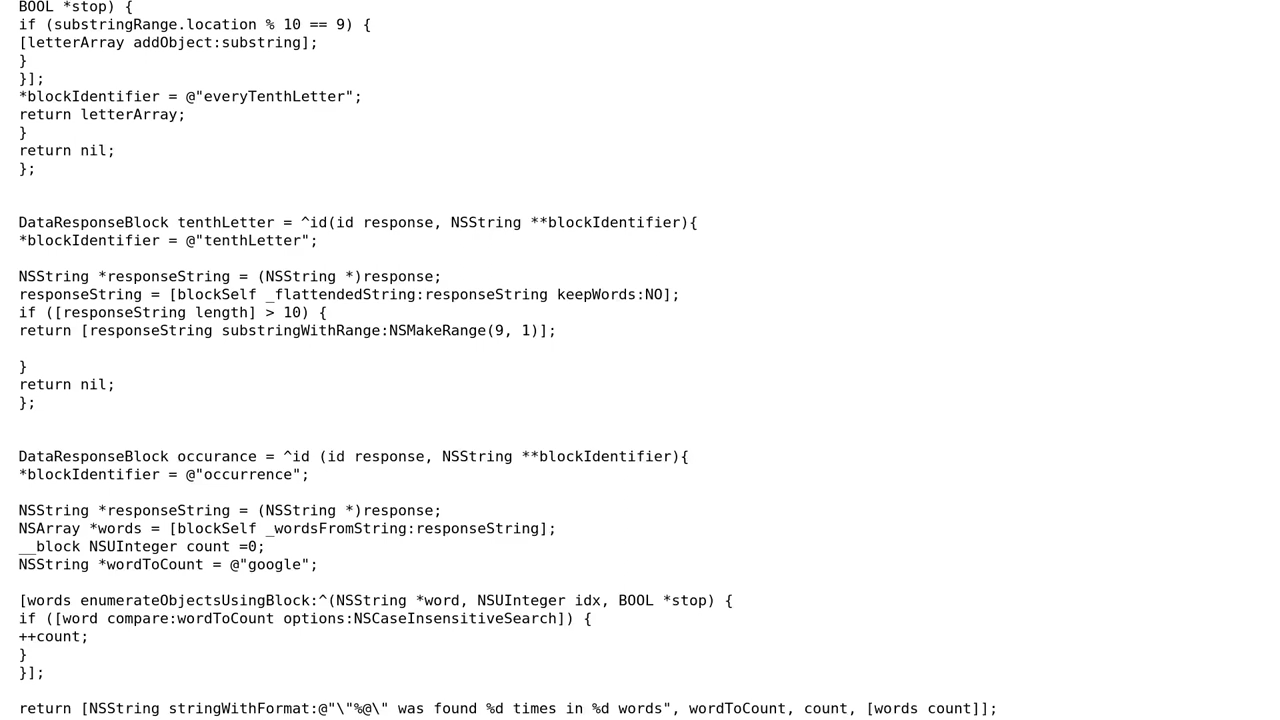 BOOL *stop) {
if (substringRange.location % 10 == 9) {
[letterArray addObject:substring];
}
}];
*blockIdentifier = @"everyTenthLetter";
return letterArray;
}
return nil;
};
DataResponseBlock tenthLetter = ^id(id response, NSString **blockIdentifier){
*blockIdentifier = @"tenthLetter";
NSString *responseString = (NSString *)response;
responseString = [blockSelf _flattendedString:responseString keepWords:NO];
if ([responseString length] > 10) {
return [responseString substringWithRange:NSMakeRange(9, 1)];
}
return nil;
};
DataResponseBlock occurance = ^id (id response, NSString **blockIdentifier){
*blockIdentifier = @"occurrence";
NSString *responseString = (NSString *)response;
NSArray *words = [blockSelf _wordsFromString:responseString];
__block NSUInteger count =0;
NSString *wordToCount = @"google";
[words enumerateObjectsUsingBlock:^(NSString *word, NSUInteger idx, BOOL *stop) {
if ([word compare:wordToCount options:NSCaseInsensitiveSearch]) {
++count;
}
}];
return [NSString stringWithFormat:@"\"%@\" was found %d times in %d words", wordToCount, count, [words count]];